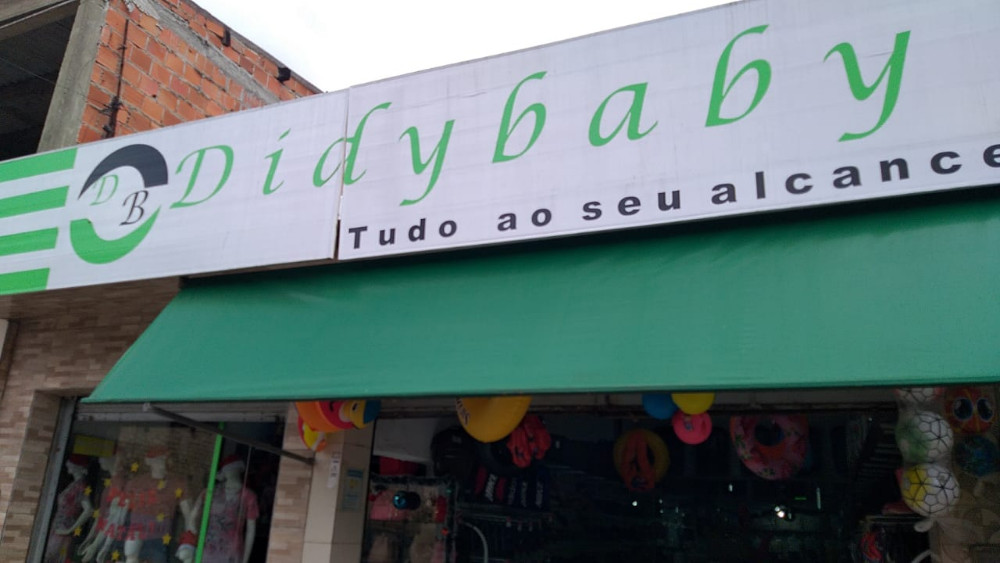 DB
Didybaby
Tudo ao seu alcance